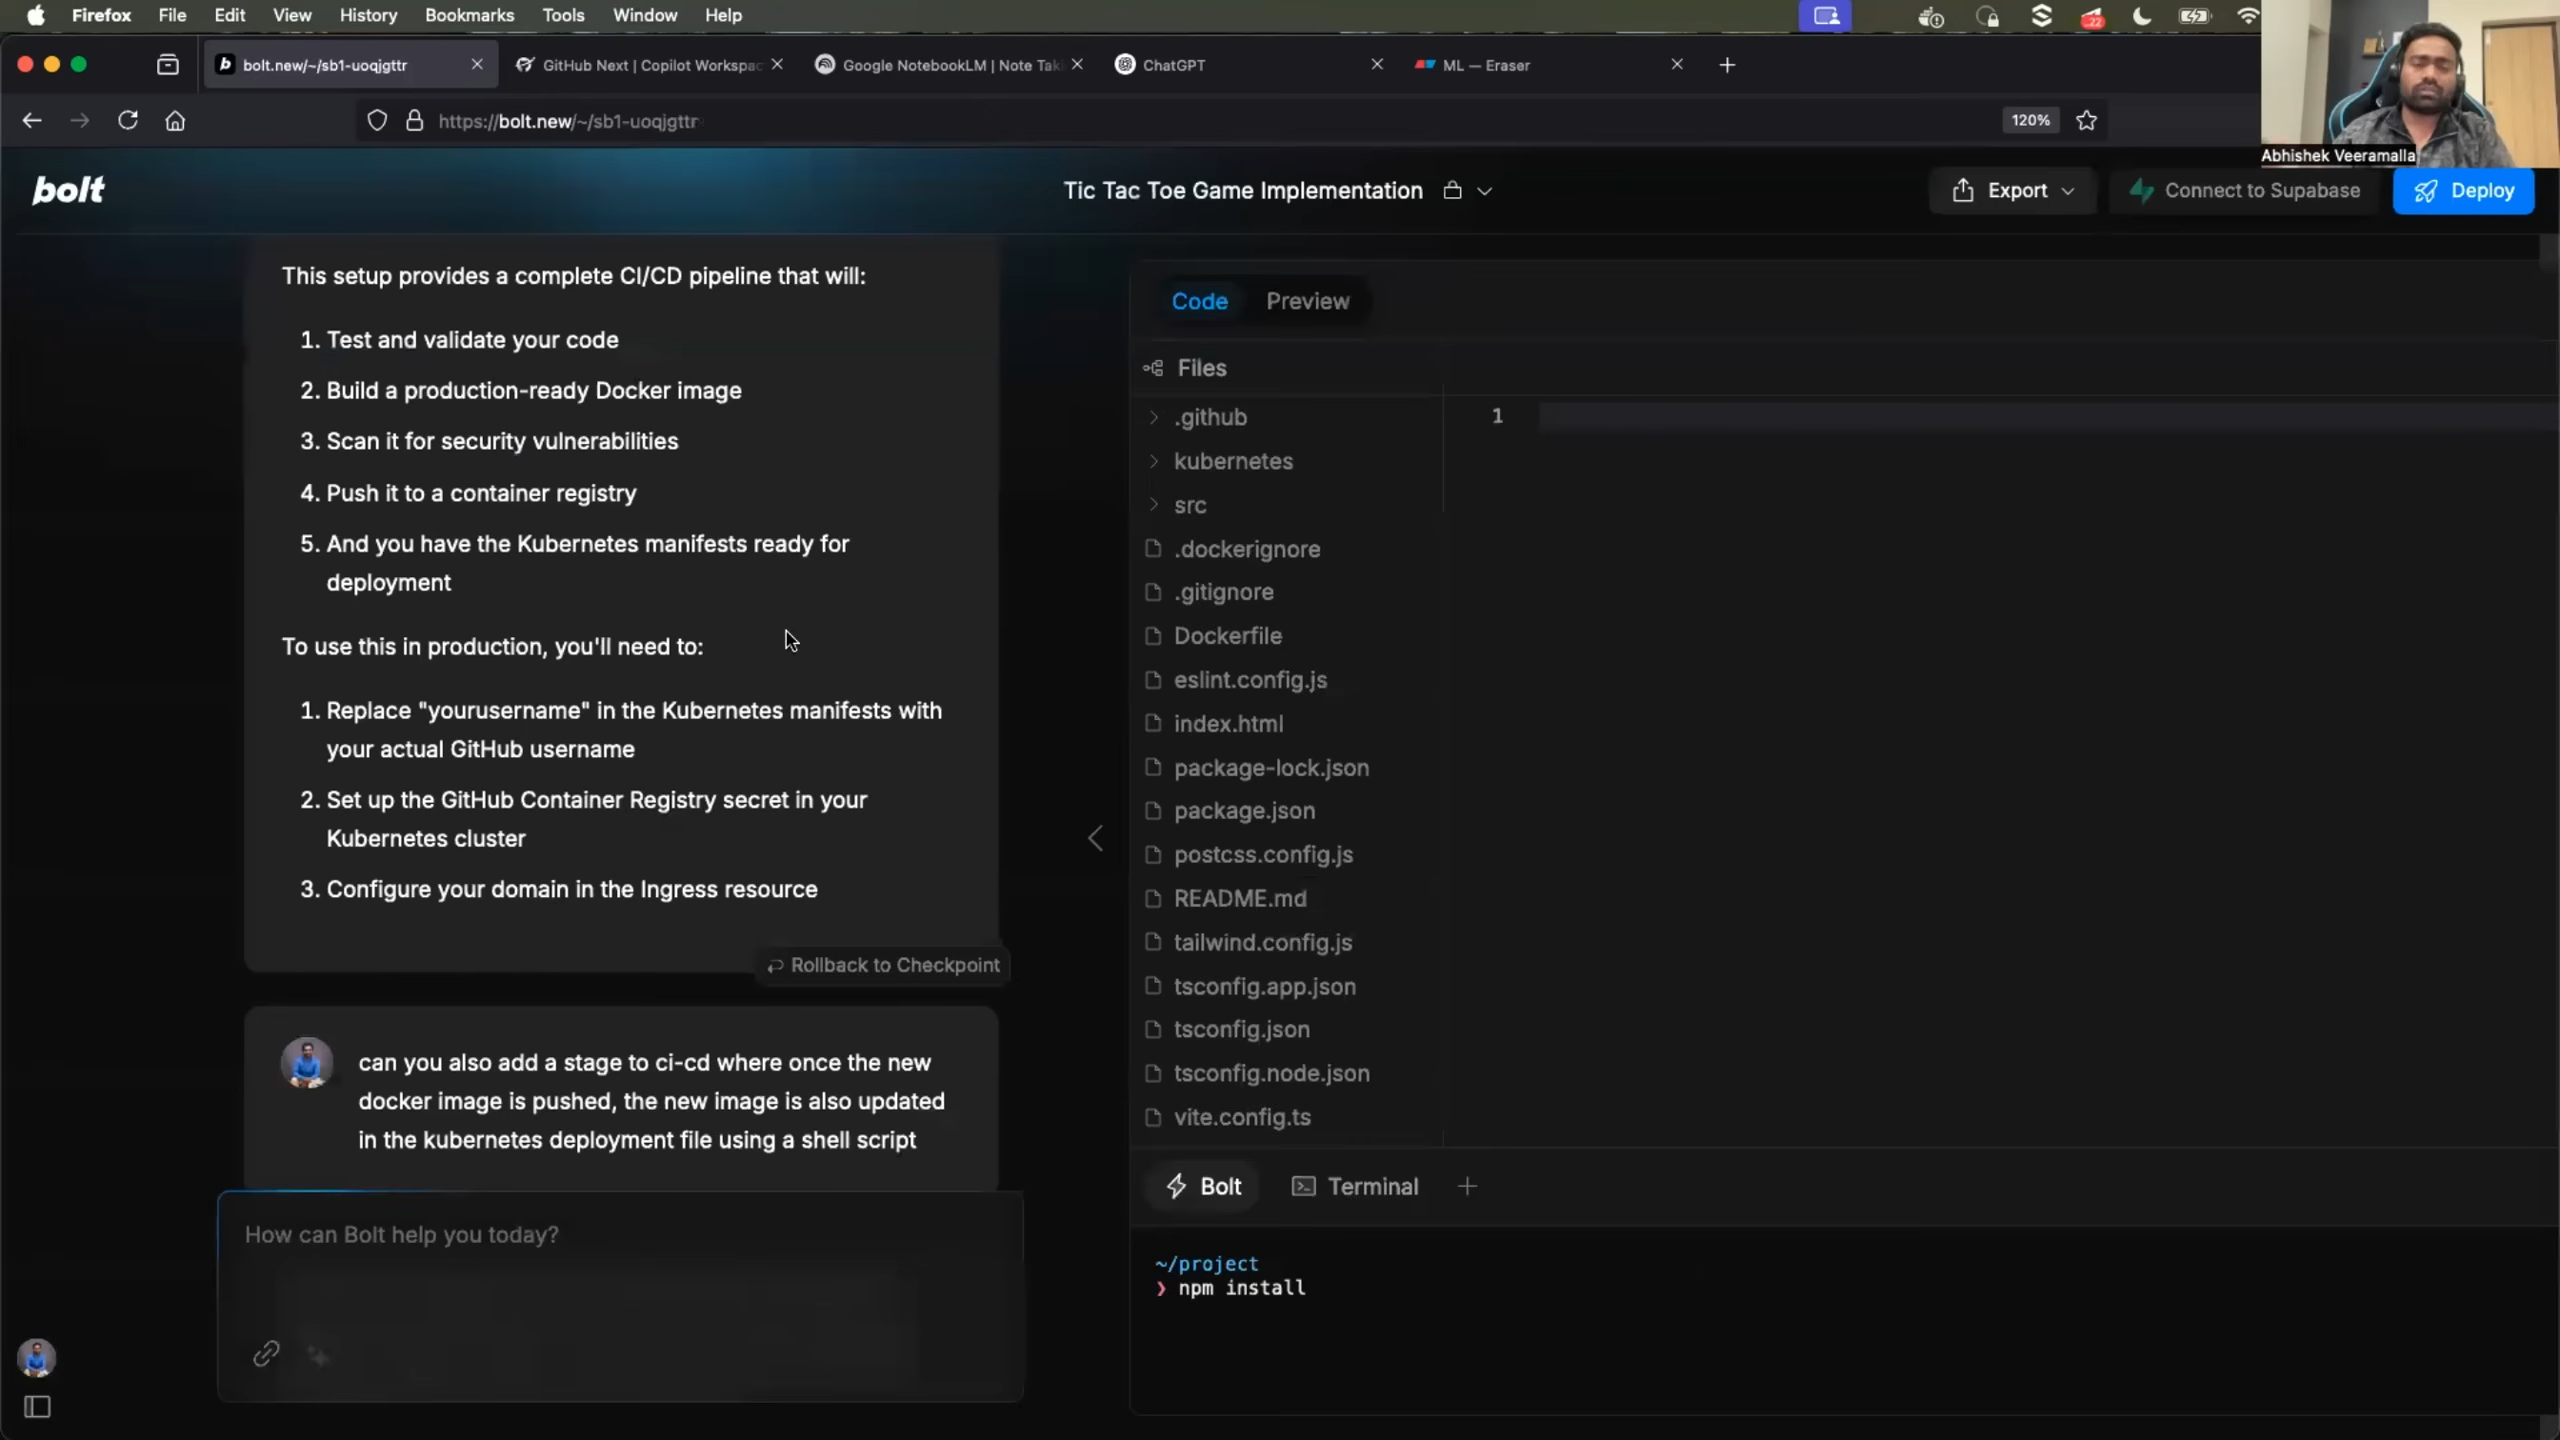 Firefox File Edit View History Bookmarks Tools Window Help
22
bolt.new/~/sb1-uoqjgttr
GitHub Next | Copilot Workspac
Google NotebookLM | Note Tak
ChatGPT
ML — Eraser
https://bolt.new/~/sb1-uoqjgttr
120%
Abhishek Veeramalla
bolt
Tic Tac Toe Game Implementation
Export
Connect to Supabase
Deploy
This setup provides a complete CI/CD pipeline that will:
1. Test and validate your code
2. Build a production-ready Docker image
3. Scan it for security vulnerabilities
4. Push it to a container registry
5. And you have the Kubernetes manifests ready for
deployment
To use this in production, you'll need to:
1. Replace "yourusername" in the Kubernetes manifests with
your actual GitHub username
2. Set up the GitHub Container Registry secret in your
Kubernetes cluster
3. Configure your domain in the Ingress resource
Rollback to Checkpoint
can you also add a stage to ci-cd where once the new
docker image is pushed, the new image is also updated
in the kubernetes deployment file using a shell script
How can Bolt help you today?
Code Preview
Files
1
.github
kubernetes
src
.dockerignore
.gitignore
Dockerfile
eslint.config.js
index.html
package-lock.json
package.json
postcss.config.js
README.md
tailwind.config.js
tsconfig.app.json
tsconfig.json
tsconfig.node.json
vite.config.ts
Bolt Terminal
~/project
❯ npm install